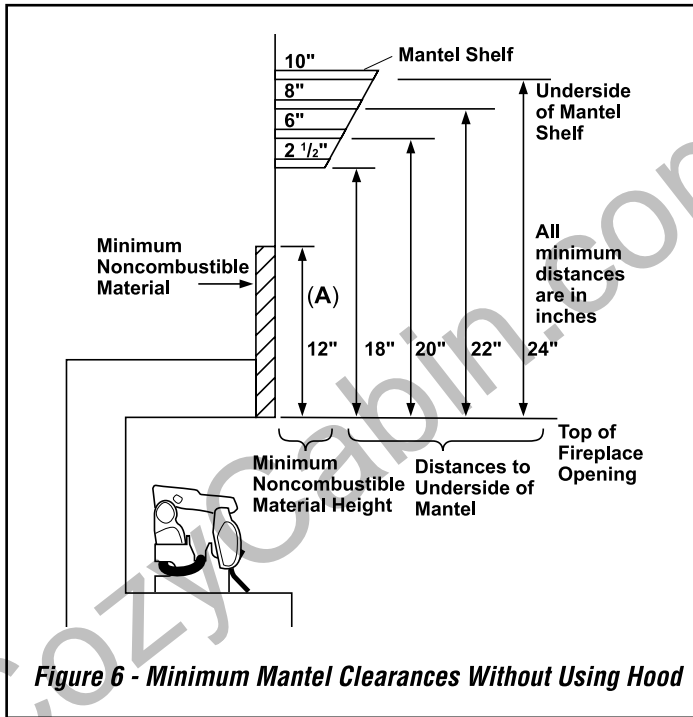 10"
Mantel Shelf
8"
Underside
of Mantel
Shelf
6"
2 1/2"
Minimum
Noncombustible
Material
(A)
All
minimum
distances
are in
inches
12" 18" 20" 22" 24"
Top of
Fireplace
Opening
Minimum
Noncombustible
Material Height
Distances to
Underside of
Mantel
CozyCabin.com
Figure 6 - Minimum Mantel Clearances Without Using Hood